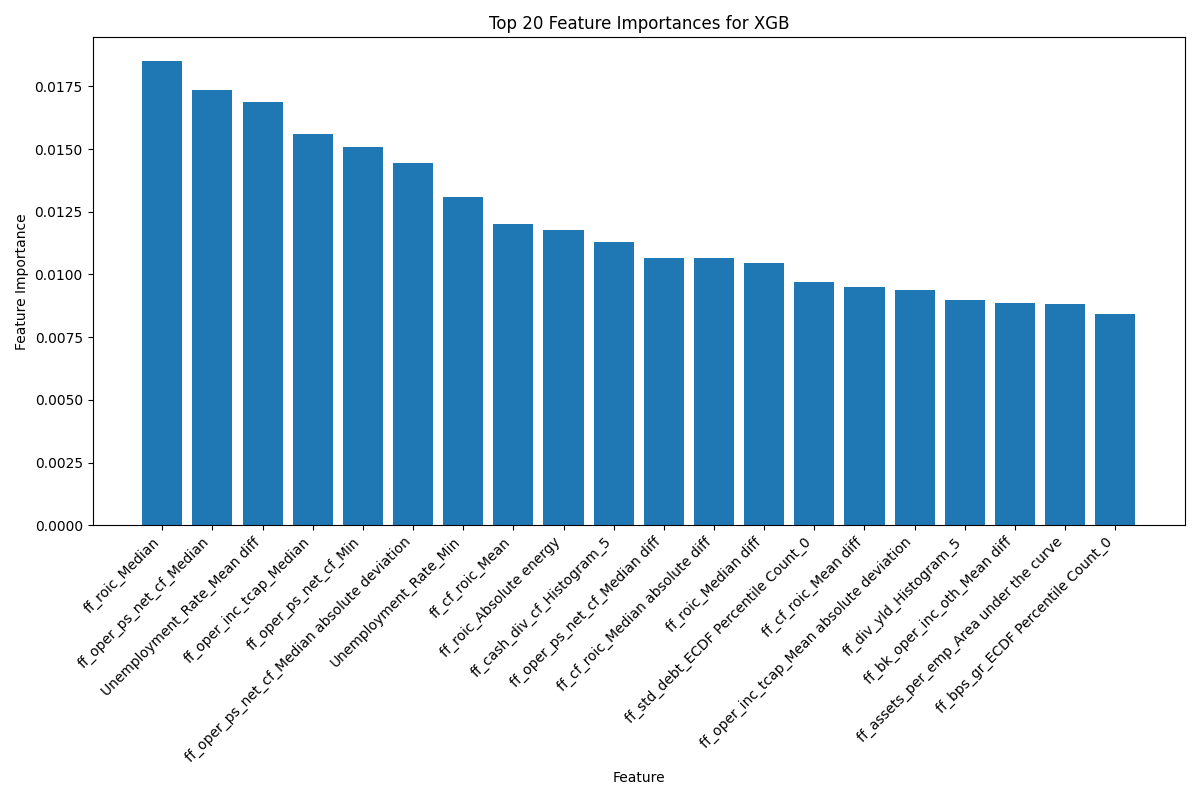 Top 20 Feature Importances for XGB
Feature Importance
0.0175
0.0150
0.0125
0.0100
0.0075
0.0050
0.0025
0.0000
ff_roic_Median
ff_oper_ps_net_cf_Median
Unemployment_Rate_Mean diff
ff_oper_inc_tcap_Median
ff_oper_ps_net_cf_Min
ff_oper_ps_net_cf_Median absolute deviation
Unemployment_Rate_Min
ff_cf_roic_Mean
ff_roic_Absolute energy
ff_cash_div_cf_Histogram_5
ff_oper_ps_net_cf_Median diff
ff_cf_roic_Median absolute diff
ff_roic_Median diff
ff_std_debt_ECDF Percentile Count_0
ff_cf_roic_Mean diff
ff_oper_inc_tcap_Mean absolute deviation
ff_div_yld_Histogram_5
ff_bk_oper_inc_oth_Mean diff
ff_assets_per_emp_Area under the curve
ff_bps_gr_ECDF Percentile Count_0
Feature